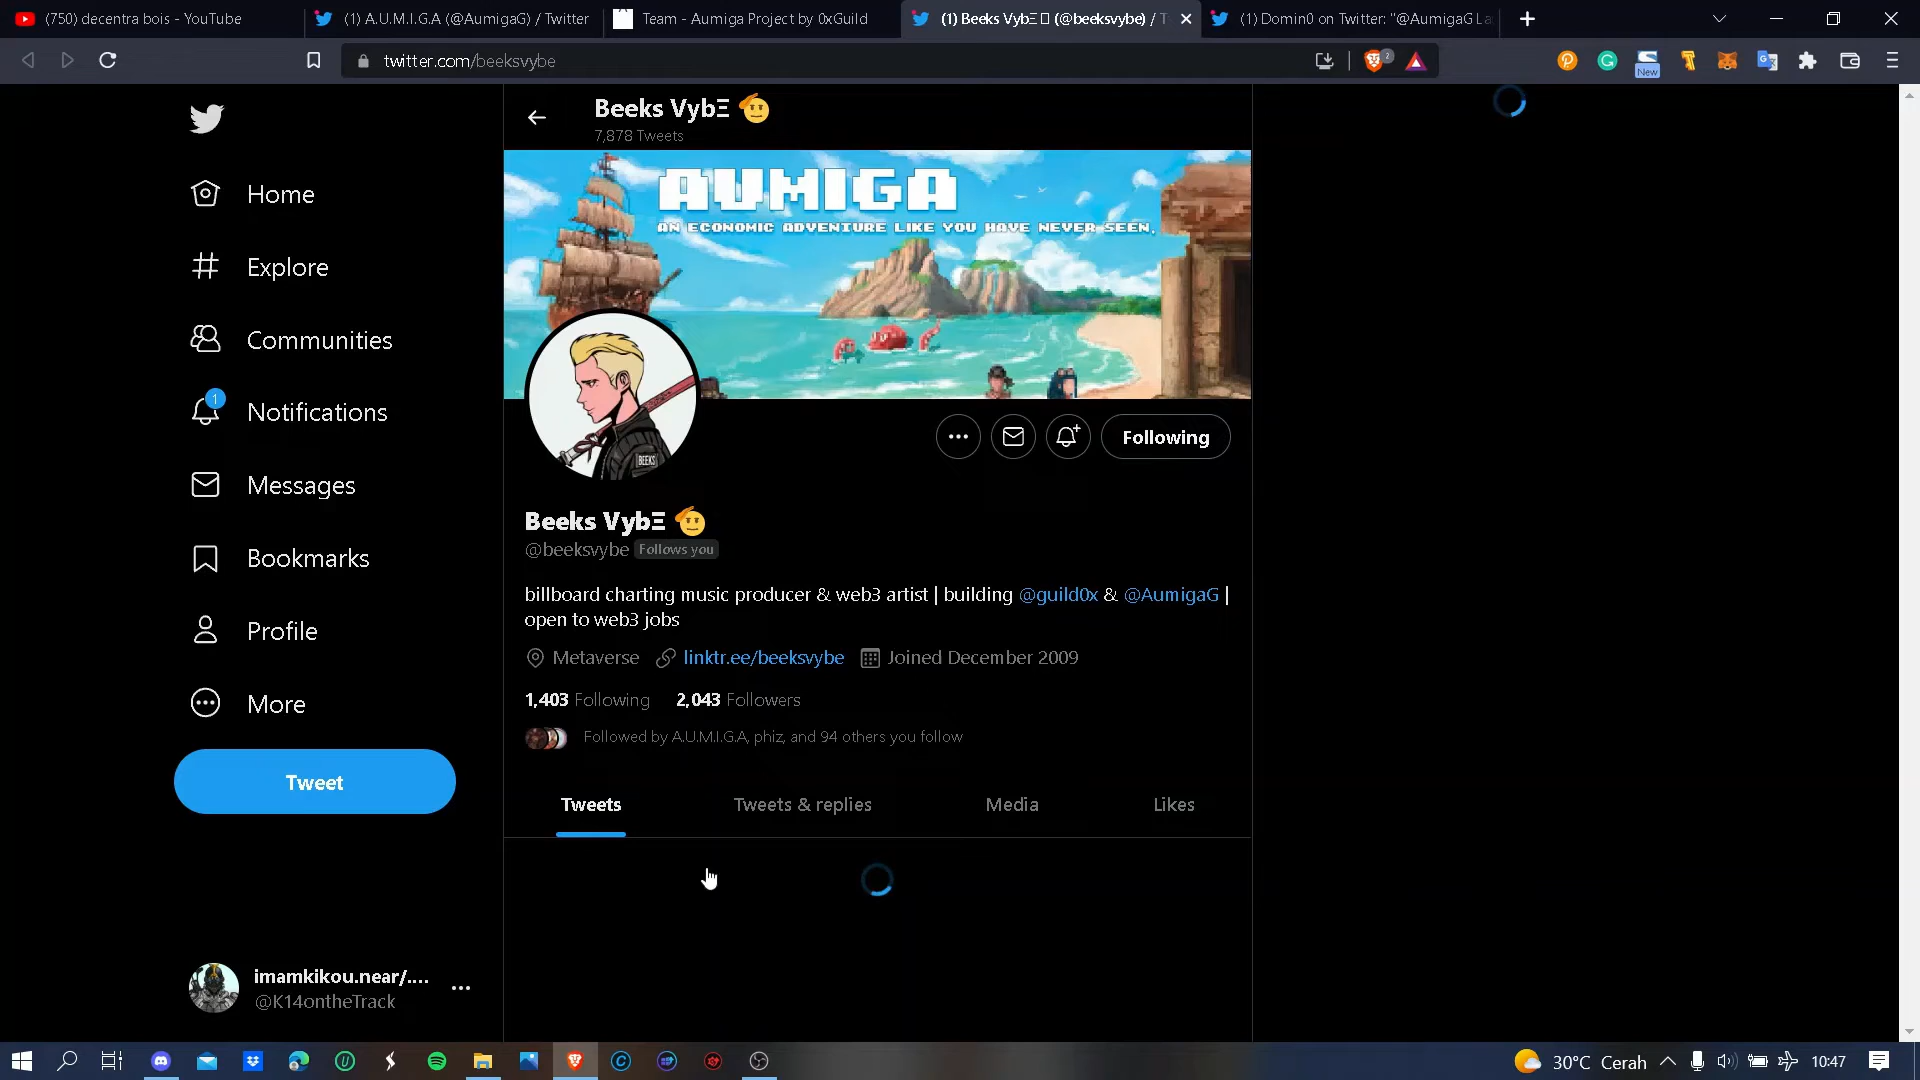 (750) decentra bois - YouTube
(1) A.U.M.I.G.A (@AumigaG) / Twitter
Team - Aumiga Project by 0xGuild
(1) Beeks VybΞ (@beeksvybe) / T
(1) Domin0 on Twitter: "@AumigaG La
twitter.com/beeksvybe
2
New
Beeks VybΞ 🫡
7,878 Tweets
AUMIGA
AN ECONOMIC ADVENTURE LIKE YOU HAVE NEVER SEEN.
Home
Explore
Communities
1
Notifications
Messages
Bookmarks
Profile
More
Tweet
imamkikou.near/....
@K14ontheTrack
BEEKS
Following
Beeks VybΞ 🫡
@beeksvybe Follows you
billboard charting music producer & web3 artist | building @guild0x & @AumigaG |
open to web3 jobs
Metaverse linktr.ee/beeksvybe Joined December 2009
1,403 Following 2,043 Followers
Followed by A.U.M.I.G.A, phiz, and 94 others you follow
Tweets Tweets & replies Media Likes
30°C Cerah 10:47